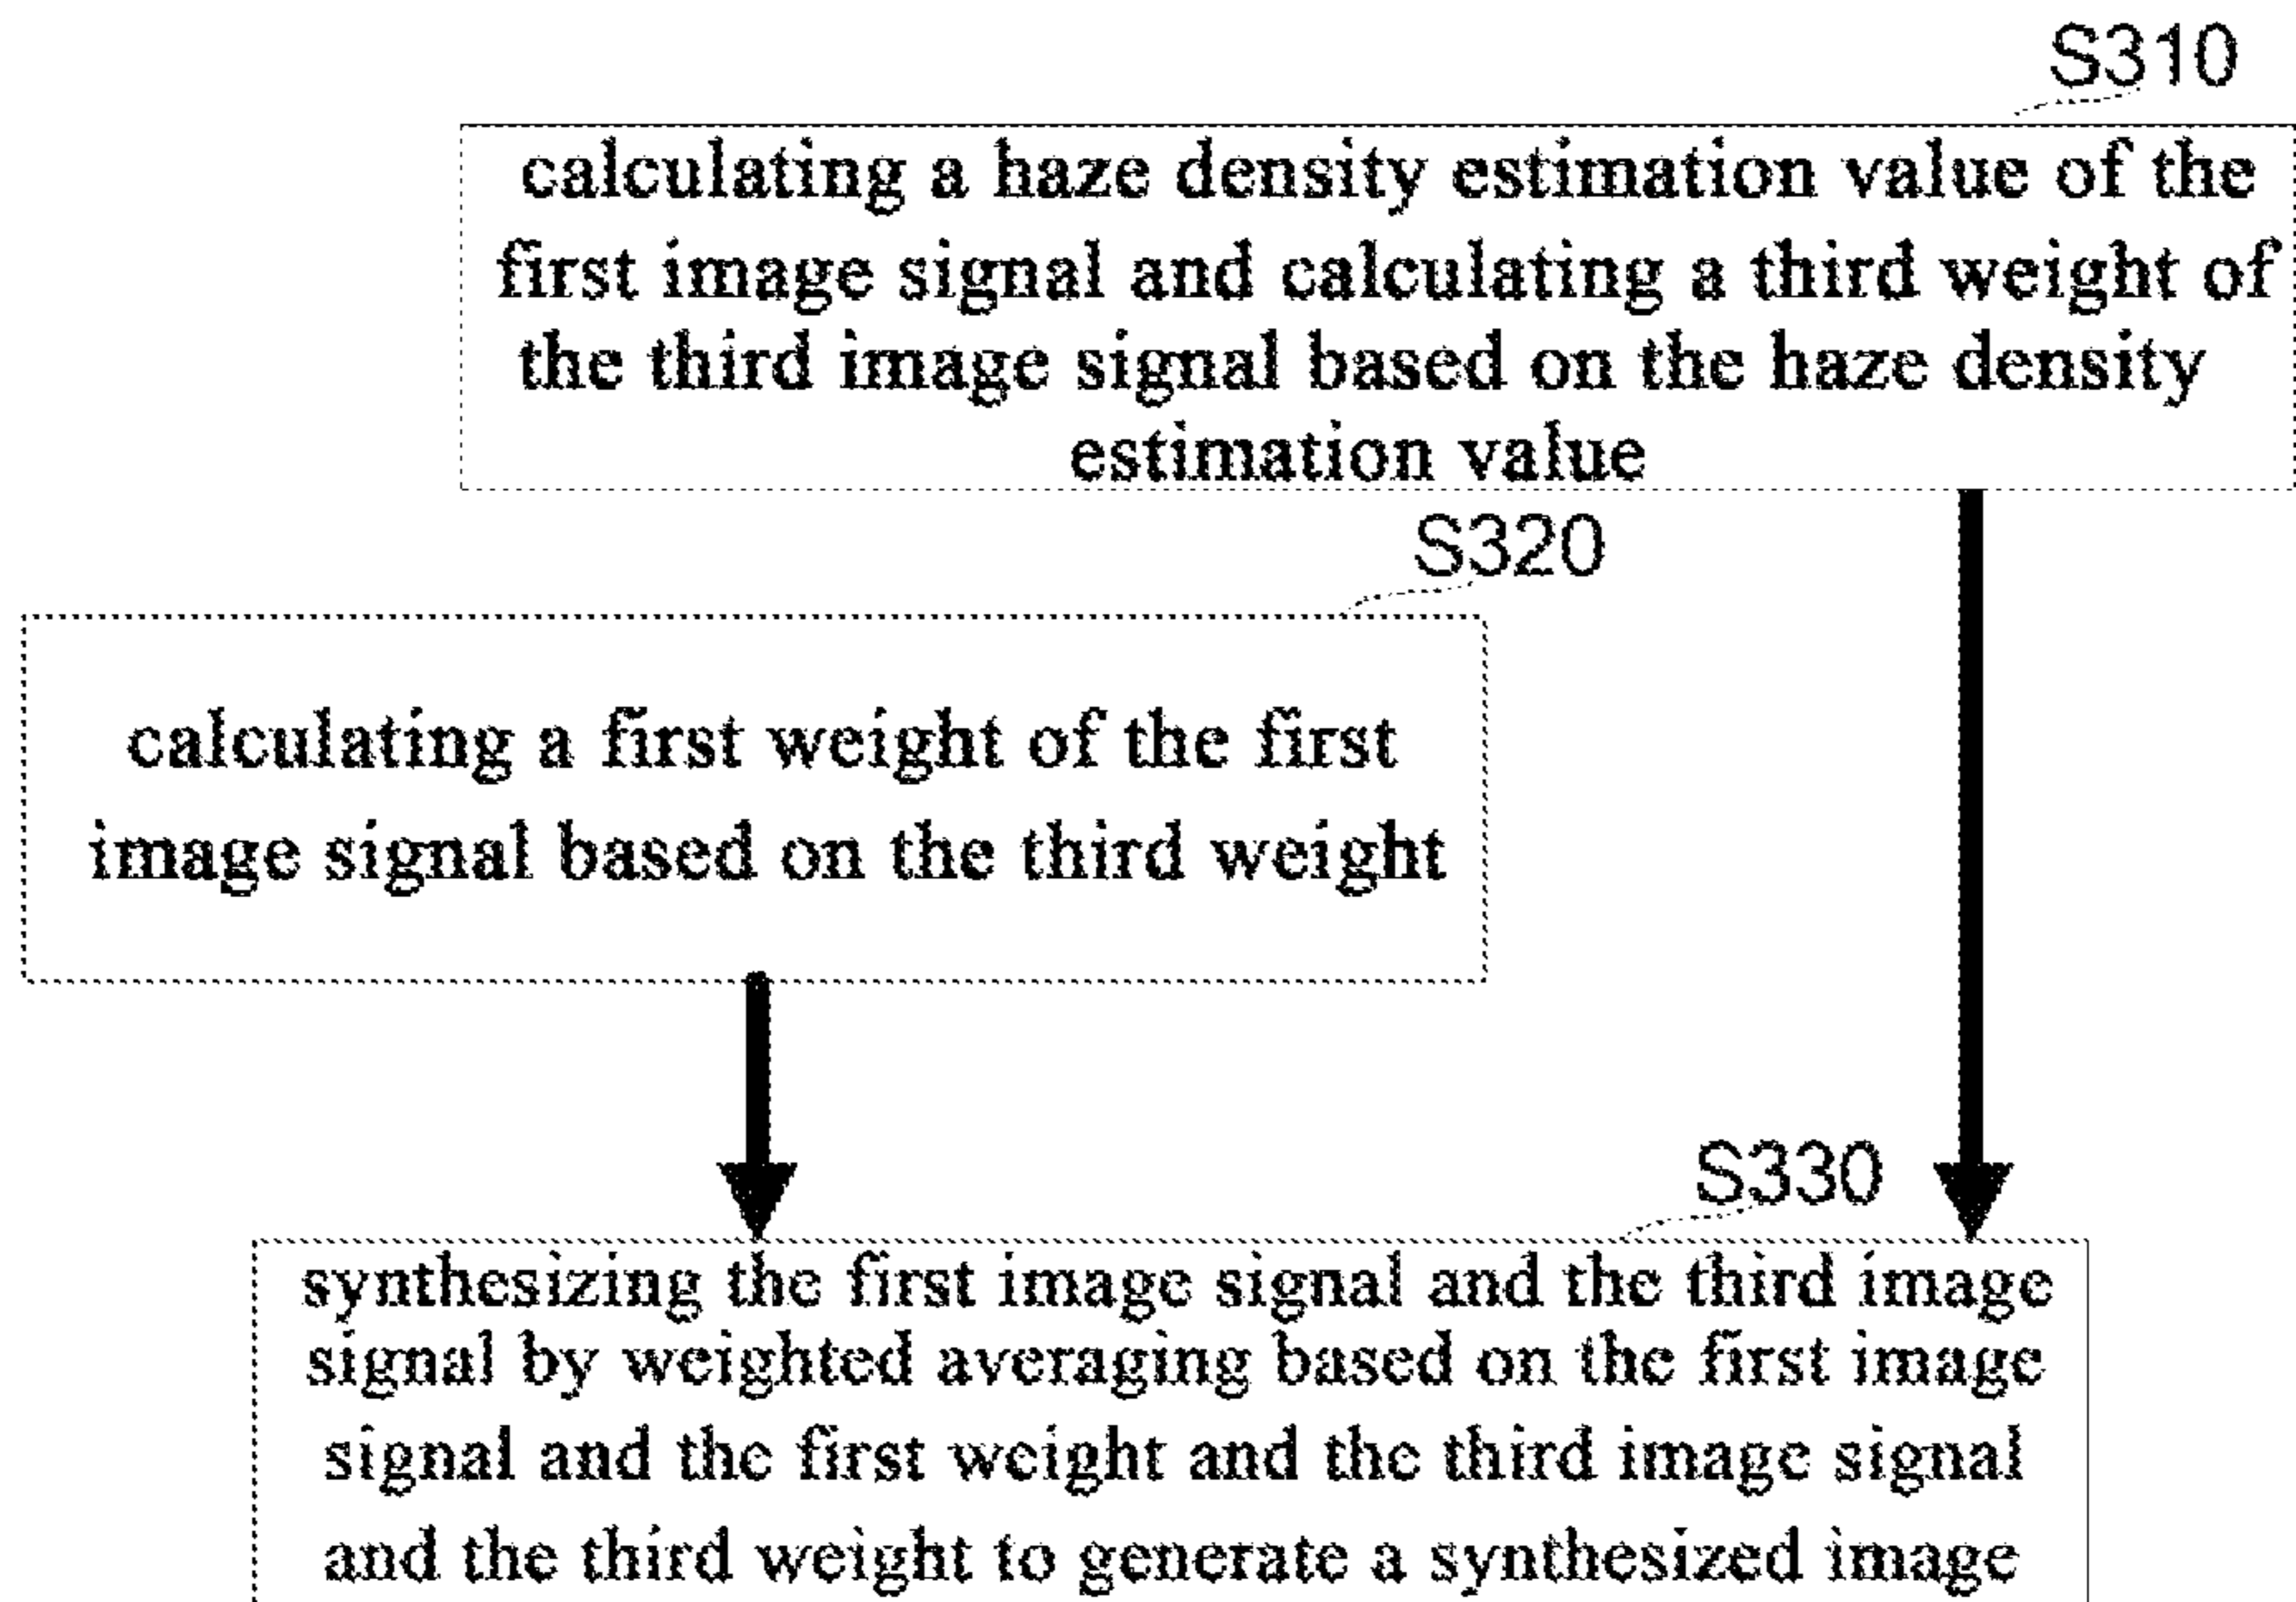 S310
calculating a haze density estimation value of the
first image signal and calculating a third weight of
the third image signal based on the haze density
estimation value
S320
calculating a first weight of the first
image signal based on the third weight
S330
synthesizing the first image signal and the third image
signal by weighted averaging based on the first image
signal and the first weight and the third image signal
and the third weight to generate a synthesized image